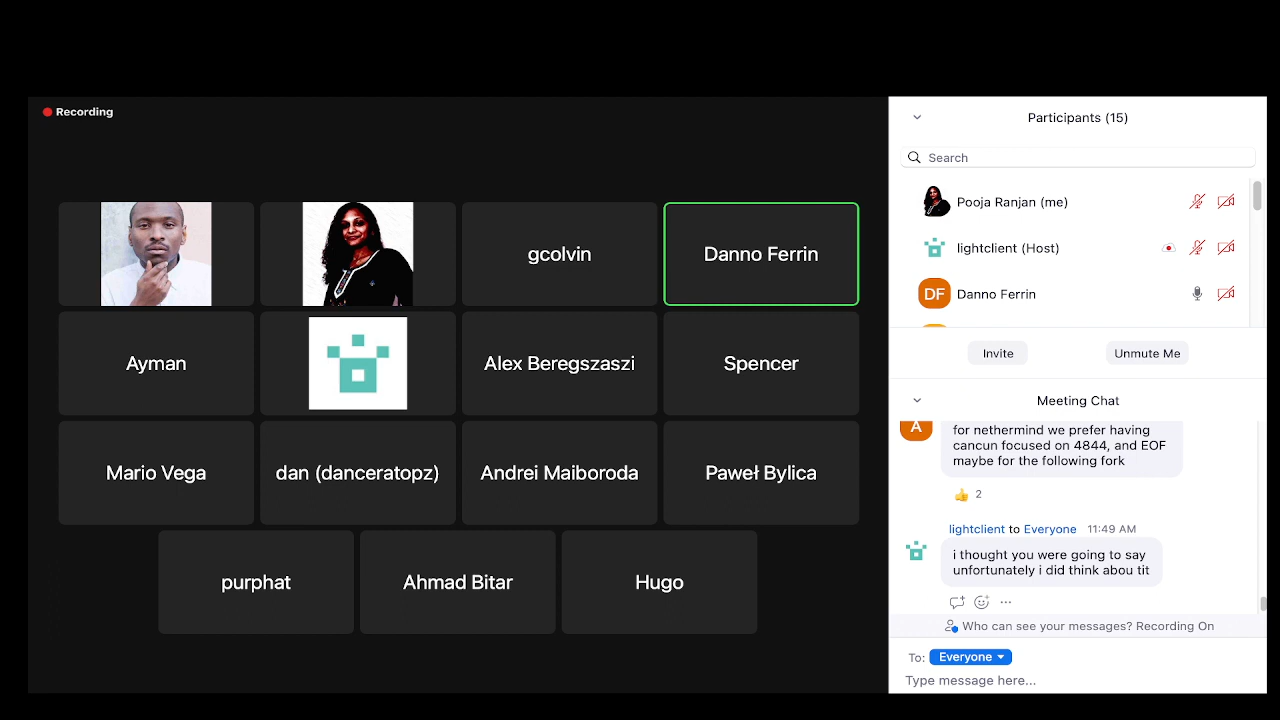 Recording
gcolvin
Danno Ferrin
Ayman
Alex Beregszaszi
Spencer
Mario Vega
dan (danceratopz)
Andrei Maiboroda
Paweł Bylica
purphat
Ahmad Bitar
Hugo
Participants (15)
Search
Pooja Ranjan (me)
lightclient (Host)
DF Danno Ferrin
Invite
Unmute Me
Meeting Chat
A
for nethermind we prefer having
cancun focused on 4844, and EOF
maybe for the following fork
👍 2
lightclient to Everyone 11:49 AM
i thought you were going to say
unfortunately i did think abou tit
Who can see your messages? Recording On
To: Everyone
Type message here...